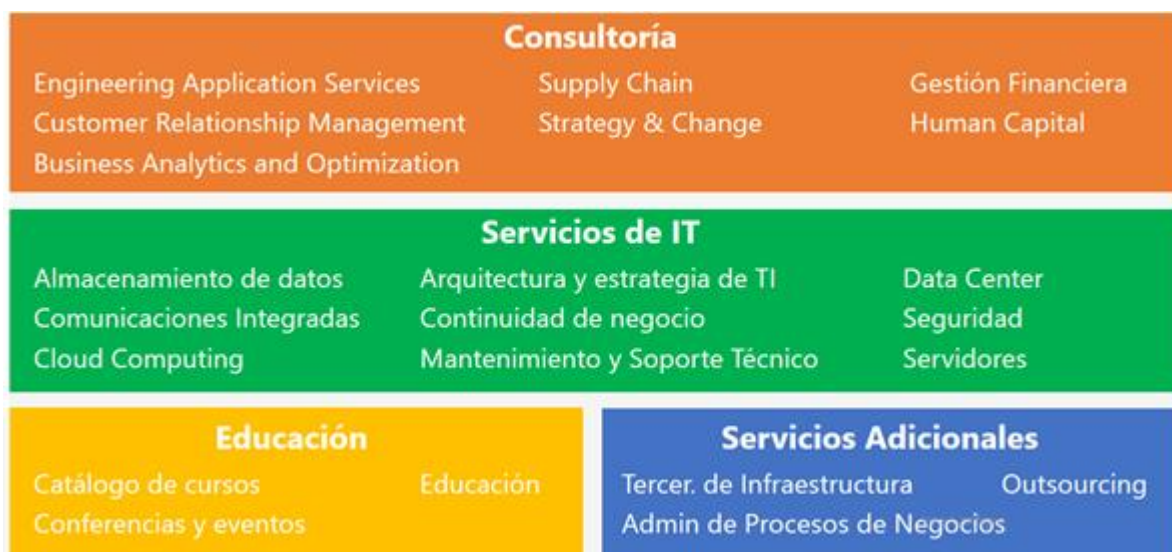 Consultoría
Engineering Application Services Supply Chain Gestión Financiera
Customer Relationship Management Strategy & Change Human Capital
Business Analytics and Optimization
Servicios de IT
Almacenamiento de datos Arquitectura y estrategia de TI Data Center
Comunicaciones Integradas Continuidad de negocio Seguridad
Cloud Computing Mantenimiento y Soporte Técnico Servidores
Educación
Catálogo de cursos Educación
Conferencias y eventos
Servicios Adicionales
Tercer. de Infraestructura Outsourcing
Admin de Procesos de Negocios